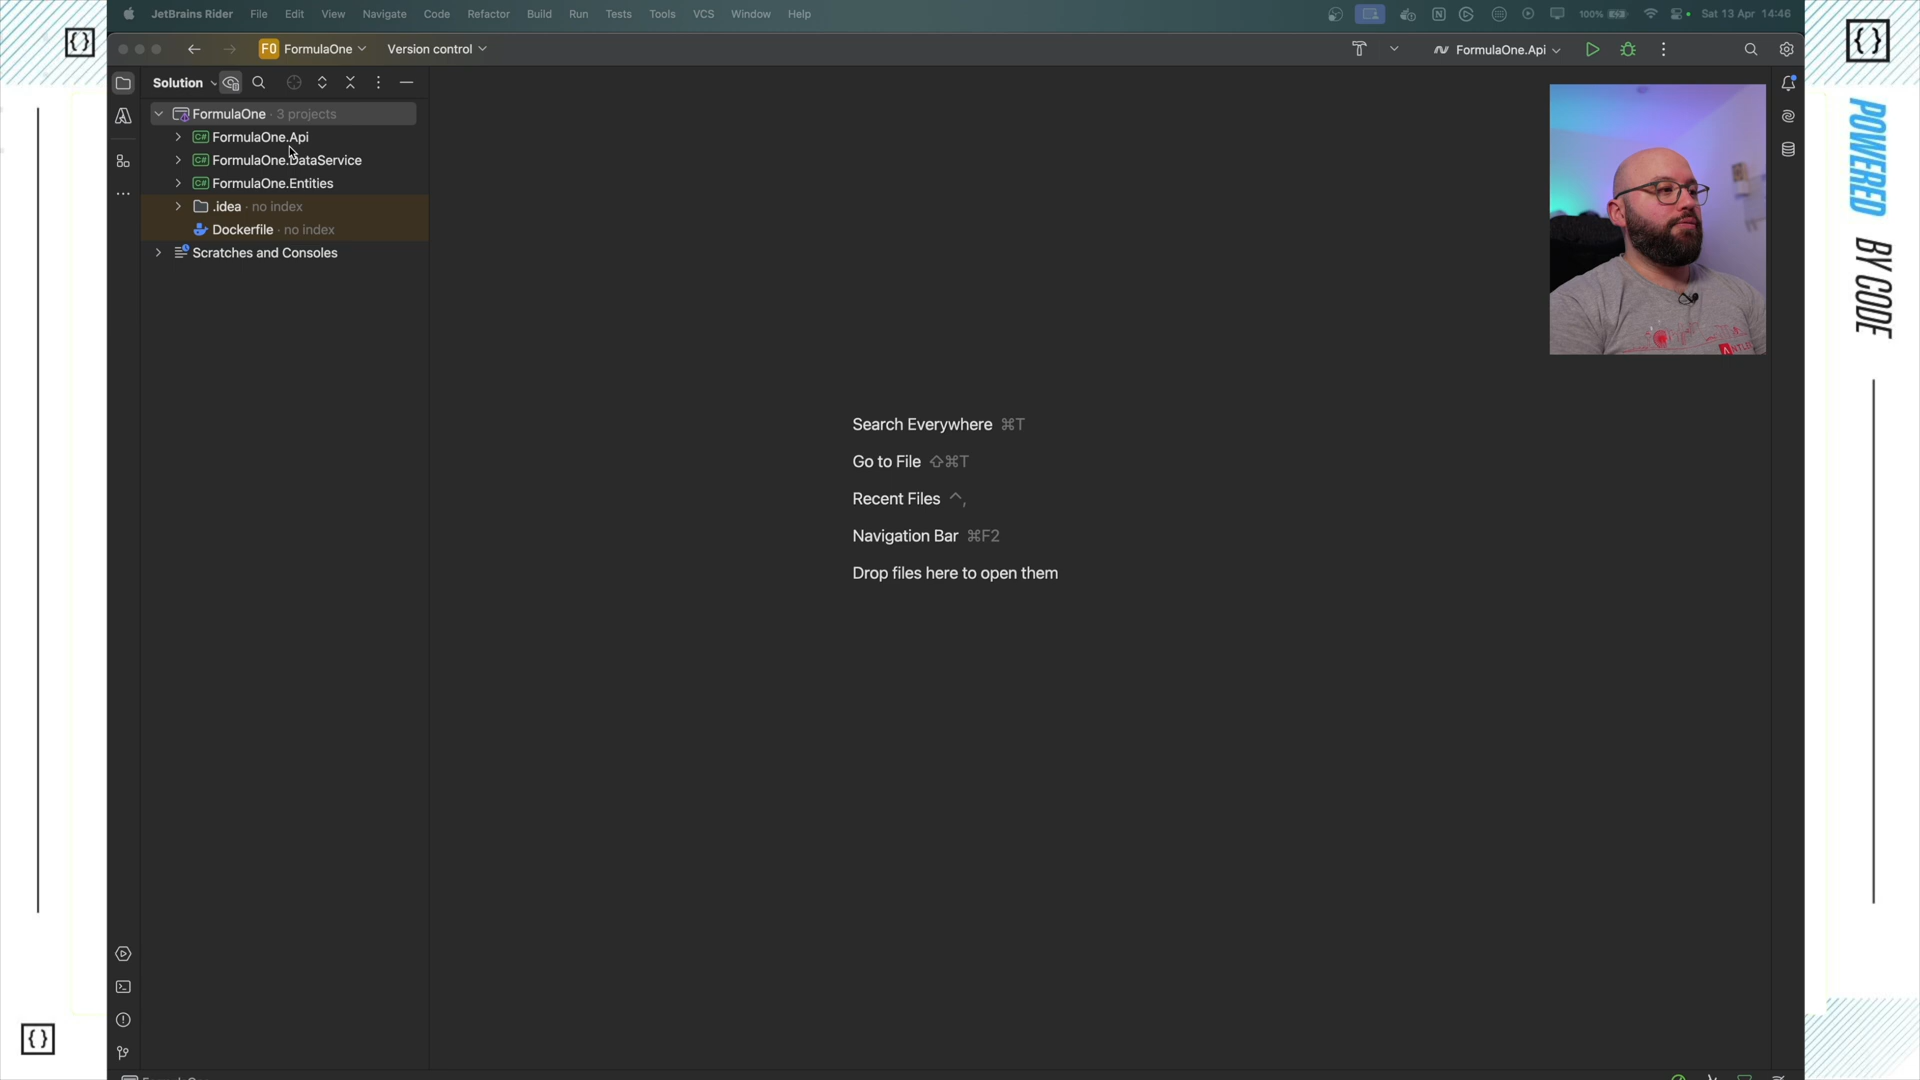 JetBrains Rider File Edit View Navigate Code Refactor Build Run Tests Tools VCS Window Help 100% Sat 13 Apr 14:46
F0 FormulaOne Version control FormulaOne.Api
Solution
FormulaOne · 3 projects
C# FormulaOne.Api
C# FormulaOne.DataService
C# FormulaOne.Entities
.idea · no index
Dockerfile · no index
Scratches and Consoles
Search Everywhere ⌘T
Go to File ⇧⌘T
Recent Files ^,
Navigation Bar ⌘F2
Drop files here to open them
POWERED BY CODE
{}
{}
{}